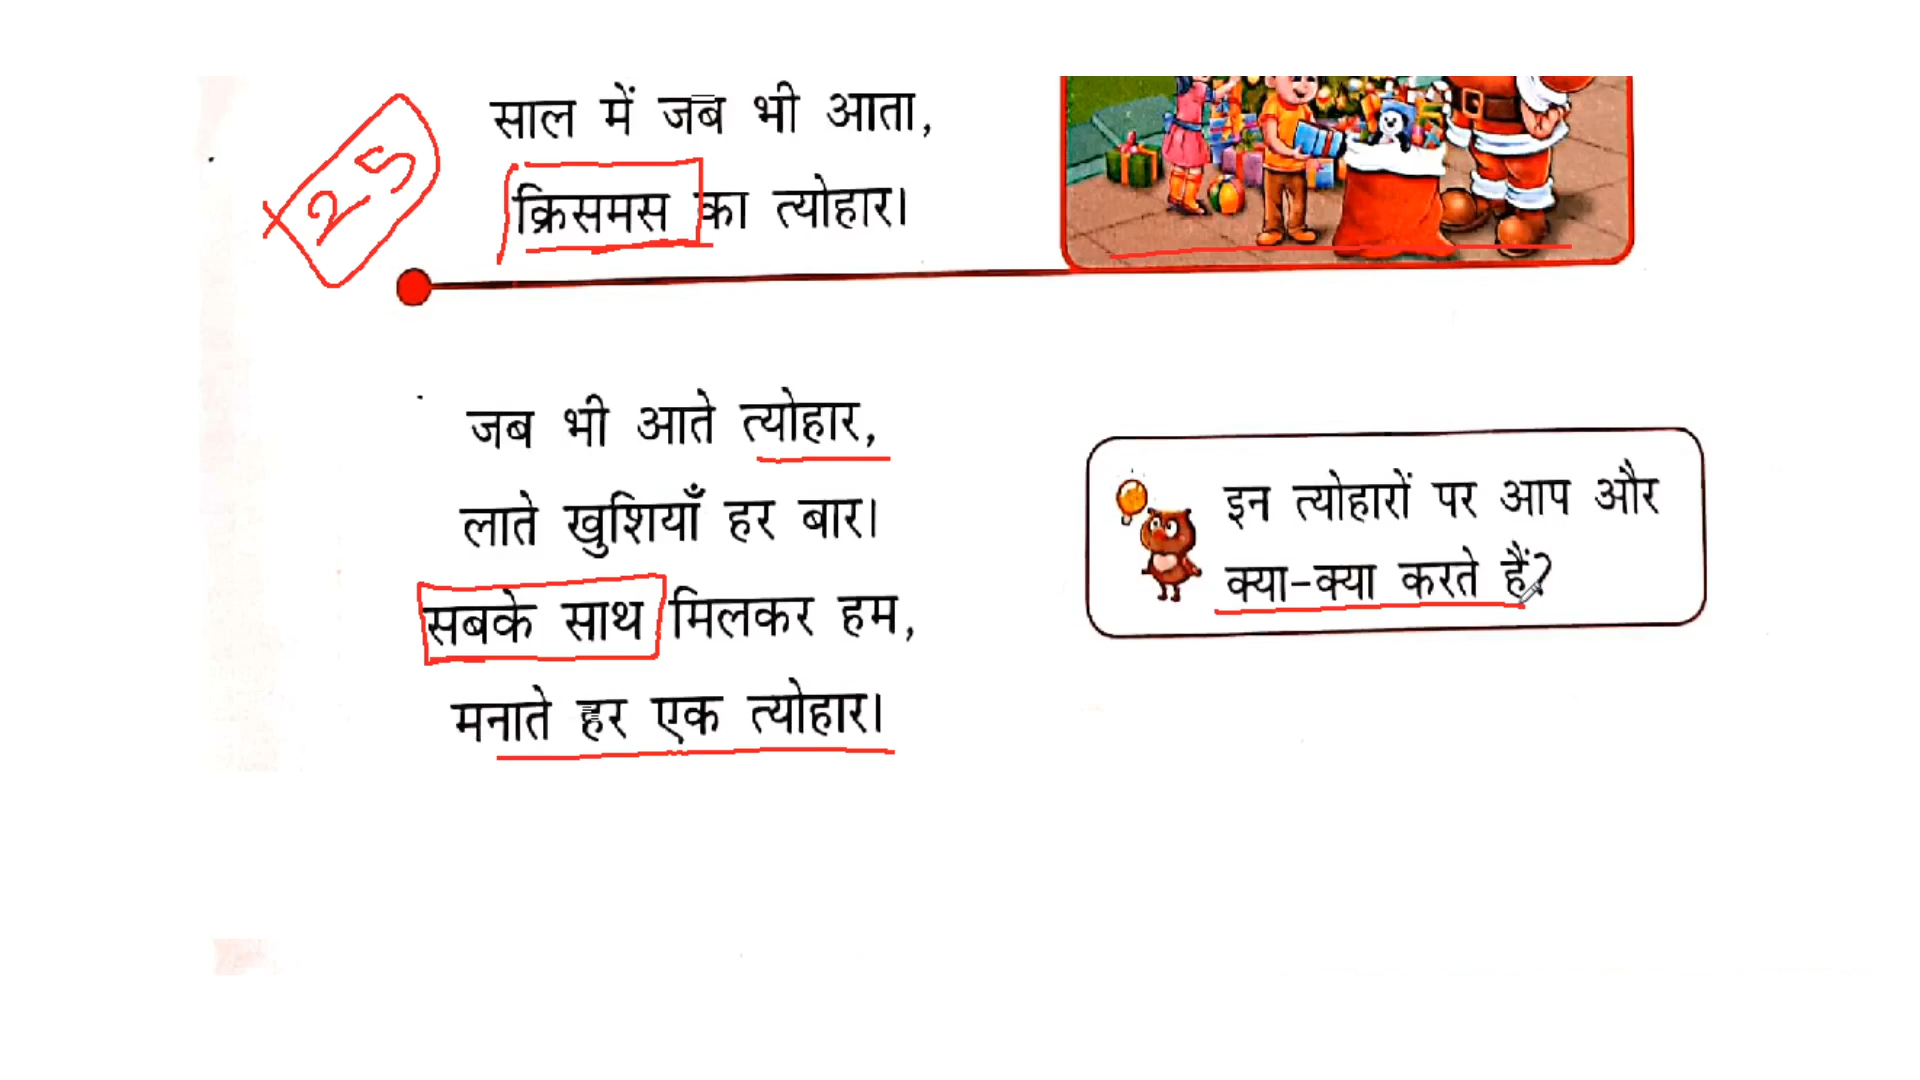 साल में जब भी आता,
क्रिसमस का त्योहार।
25
जब भी आते त्योहार,
लाते खुशियाँ हर बार।
सबके साथ मिलकर हम,
मनाते हर एक त्योहार।
इन त्योहारों पर आप और
क्या-क्या करते हैं?